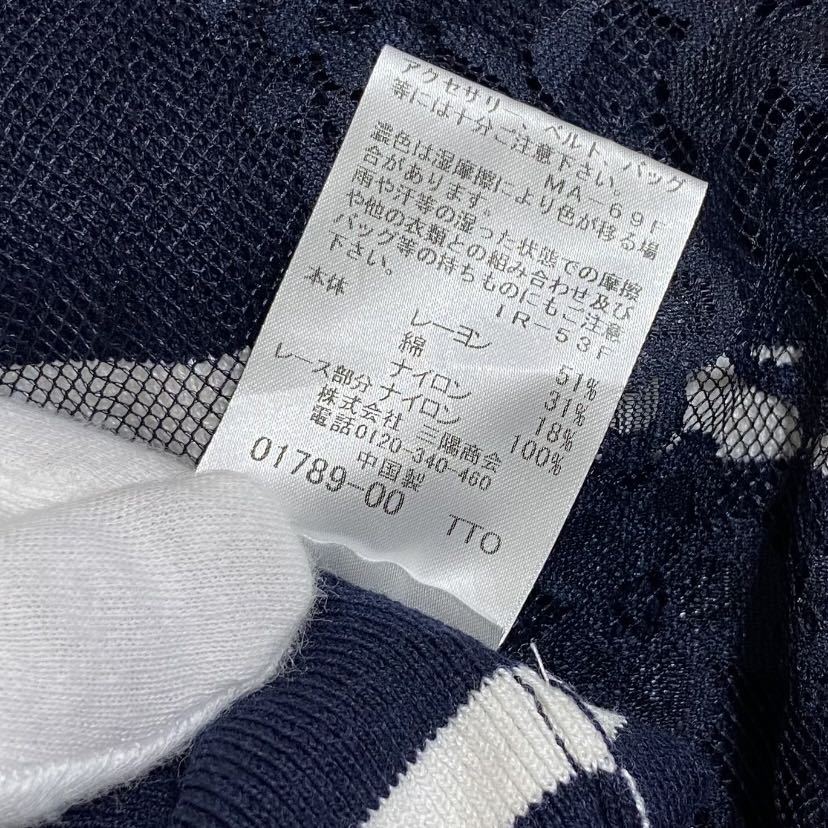 アクセサリー、ベルト、バッグ
等には十分ご注意下さい。
MA-69F
濃色は湿摩擦により色が移る場
合があります。
雨や汗等の湿った状態での摩擦
や他の衣類との組み合わせ及び
バッグ等の持ちものにもご注意
下さい。
IR-53F
本体 レーヨン 51%
綿 31%
ナイロン 18%
レース部分 ナイロン 100%
株式会社 三陽商会
電話0120-340-460
中国製
01789-00 TTO